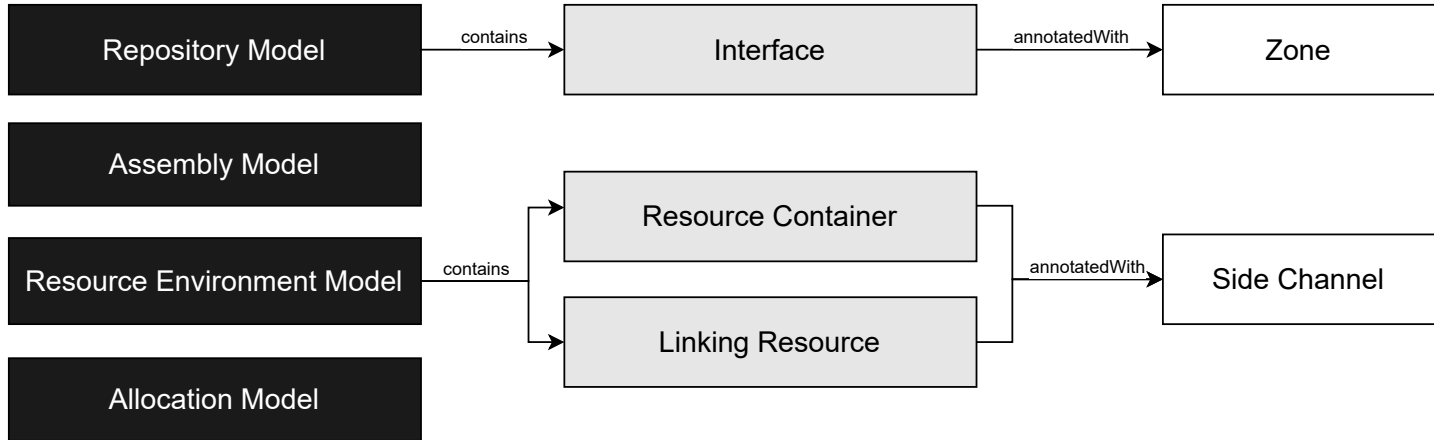 Repository Model
contains
Interface
annotatedWith
Zone
Assembly Model
Resource Environment Model
contains
Resource Container
Linking Resource
annotatedWith
Side Channel
Allocation Model